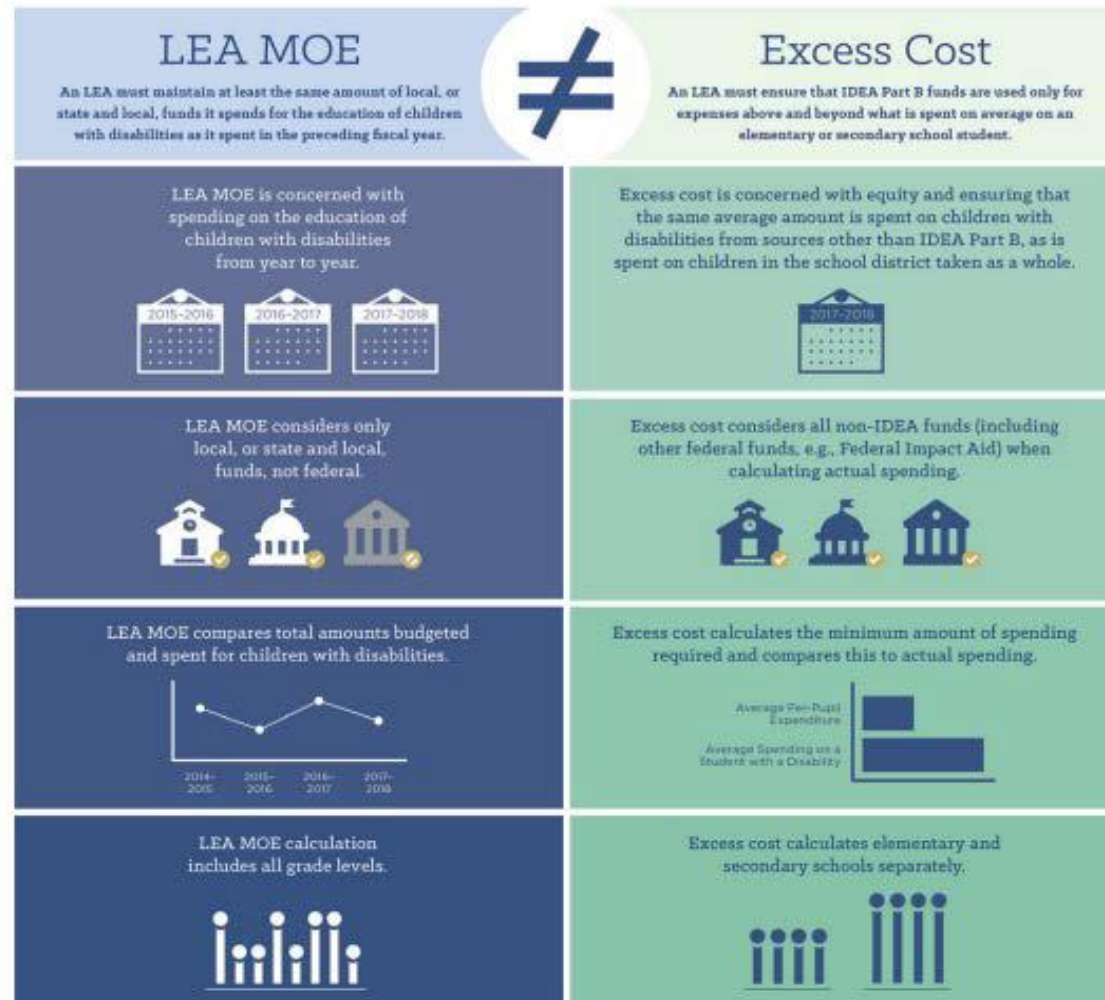 LEA MOE
An LEA must maintain at least the same amount of local, or
state and local, funds it spends for the education of children
with disabilities as it spent in the preceding fiscal year.
≠
Excess Cost
An LEA must ensure that IDEA Part B funds are used only for
expenses above and beyond what is spent on average on an
elementary or secondary school student.
LEA MOE is concerned with
spending on the education of
children with disabilities
from year to year.
2015-2016
2016-2017
2017-2018
Excess cost is concerned with equity and ensuring that
the same average amount is spent on children with
disabilities from sources other than IDEA Part B, as is
spent on children in the school district taken as a whole.
2017-2018
LEA MOE considers only
local, or state and local,
funds, not federal.
Excess cost considers all non-IDEA funds (including
other federal funds, e.g., Federal Impact Aid) when
calculating actual spending.
LEA MOE compares total amounts budgeted
and spent for children with disabilities.
2014-
2015
2015-
2016
2016-
2017
2017-
2018
Excess cost calculates the minimum amount of spending
required and compares this to actual spending.
Average Per-Pupil
Expenditure
Average Spending on a
Student with a Disability
LEA MOE calculation
includes all grade levels.
Excess cost calculates elementary and
secondary schools separately.